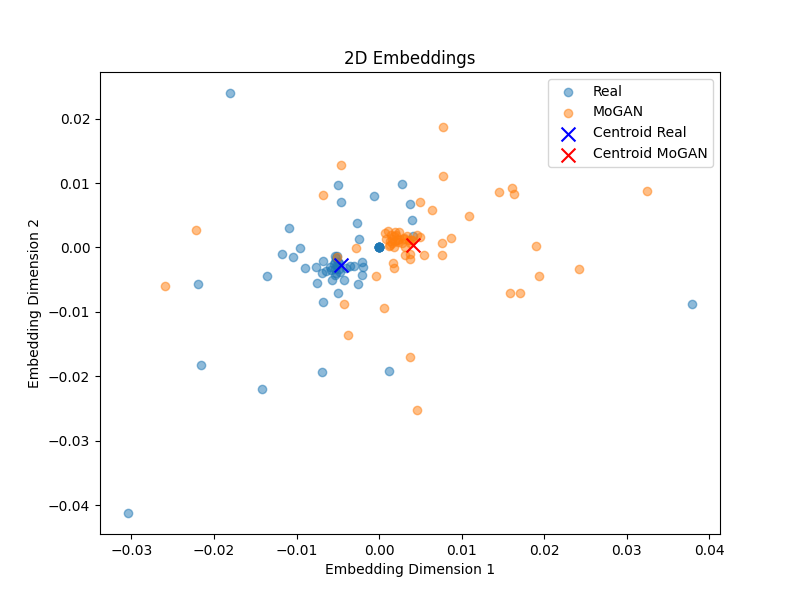 2D Embeddings
Real
MoGAN
Centroid Real
Centroid MoGAN
Embedding Dimension 2
0.02
0.01
0.00
−0.01
−0.02
−0.03
−0.04
−0.03
−0.02
−0.01
0.00
0.01
0.02
0.03
0.04
Embedding Dimension 1